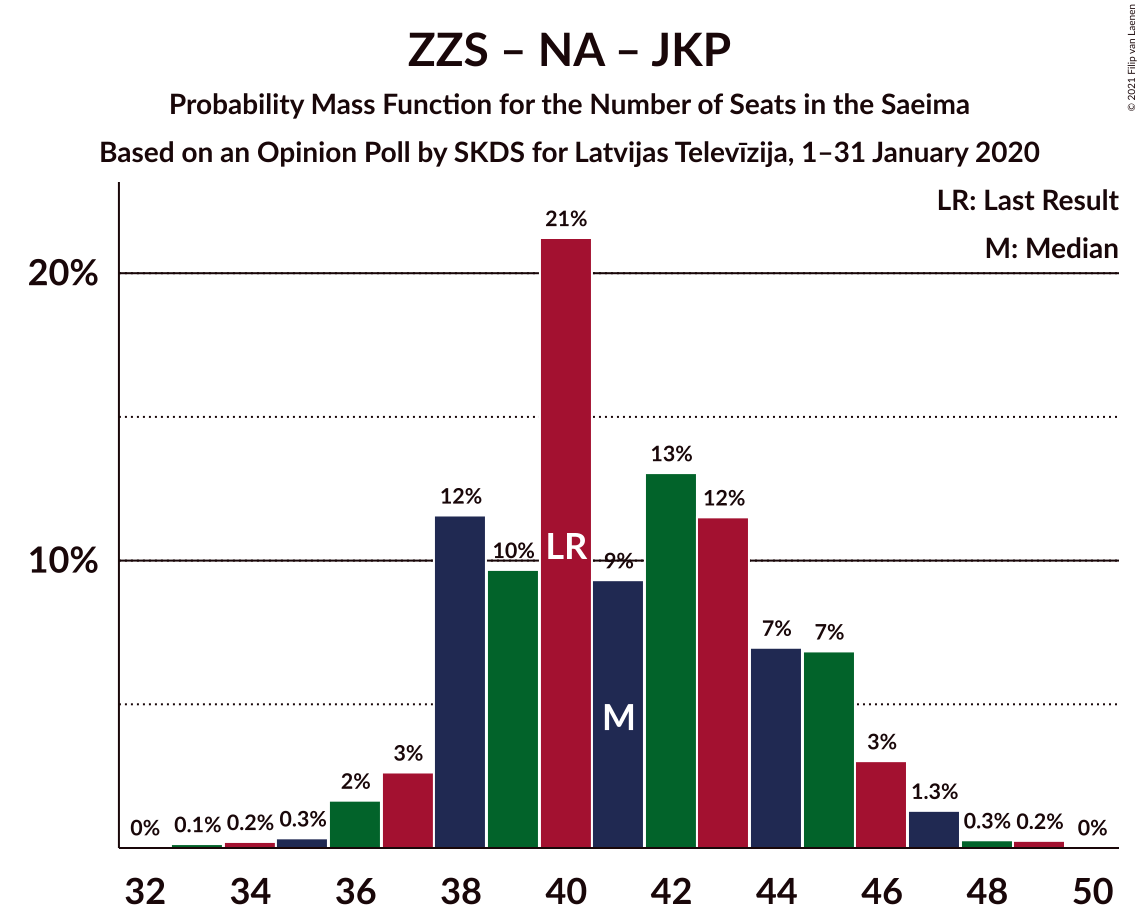 ZZS – NA – JKP
Probability Mass Function for the Number of Seats in the Saeima
Based on an Opinion Poll by SKDS for Latvijas Televīzija, 1–31 January 2020
© 2021 Filip van Laenen
LR: Last Result
M: Median
20%
10%
0%
0.1%
0.2%
0.3%
2%
3%
12%
10%
21%
LR
9%
M
13%
12%
7%
7%
3%
1.3%
0.3%
0.2%
0%
32 34 36 38 40 42 44 46 48 50